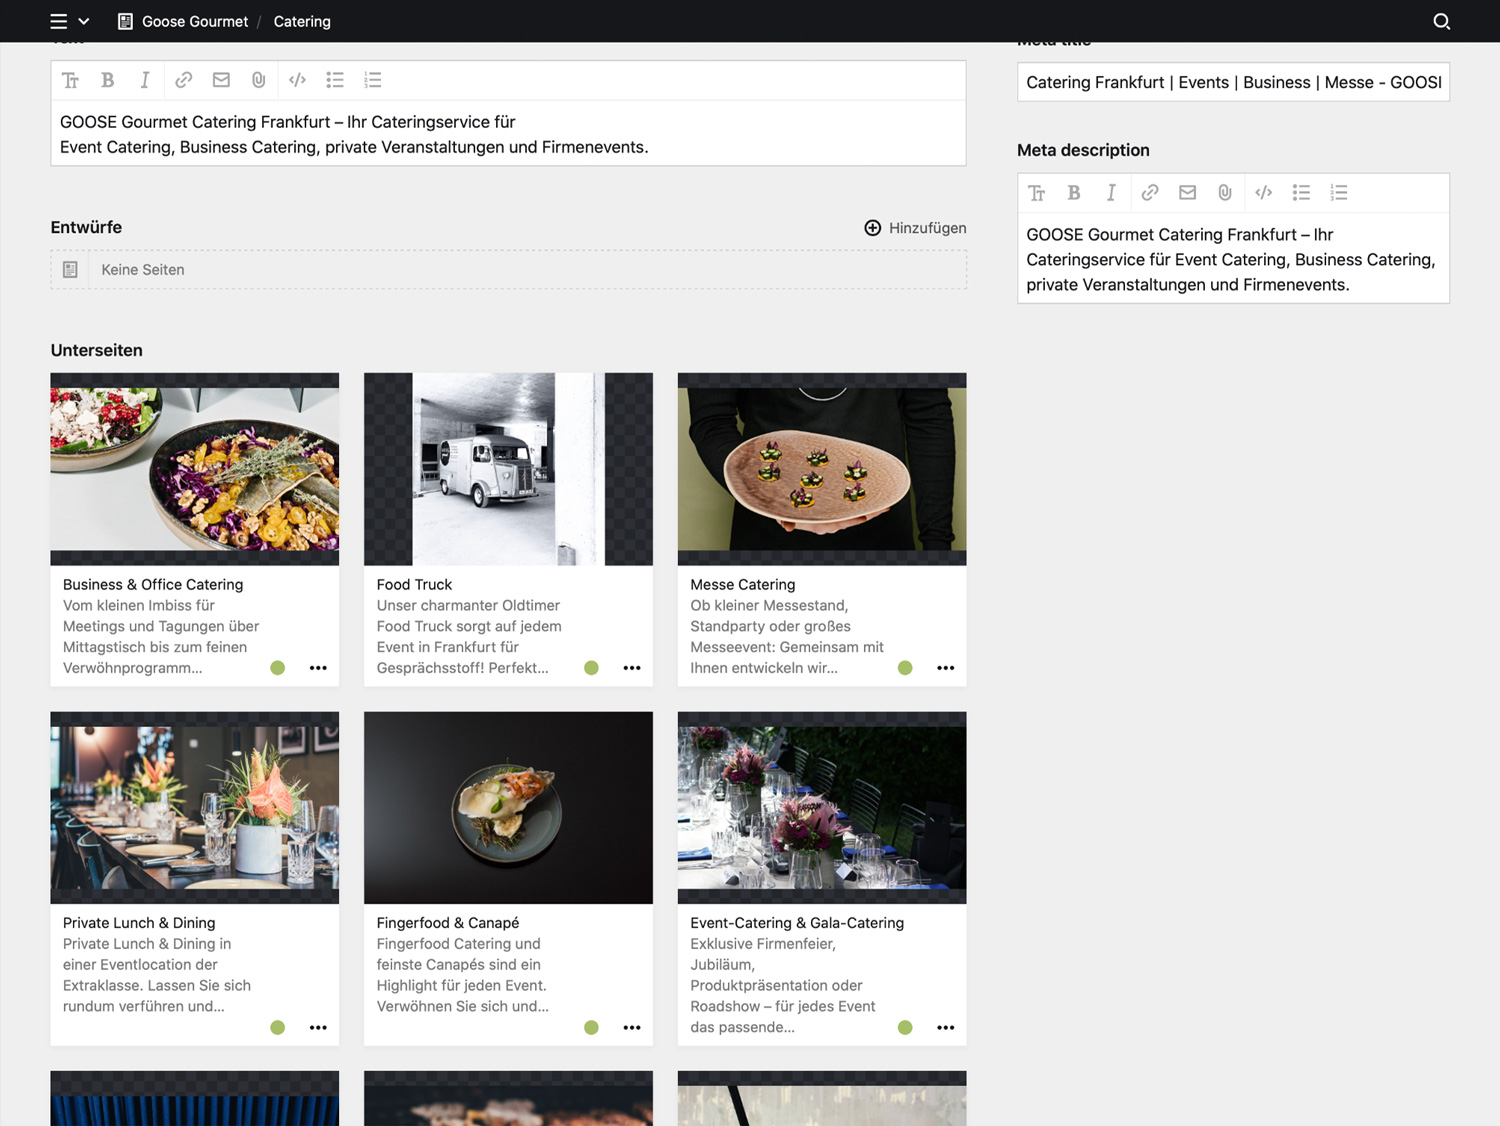 Goose Gourmet / Catering
Meta title
Catering Frankfurt | Events | Business | Messe - GOOSI
GOOSE Gourmet Catering Frankfurt – Ihr Cateringservice für
Event Catering, Business Catering, private Veranstaltungen und Firmenevents.
Meta description
GOOSE Gourmet Catering Frankfurt – Ihr
Cateringservice für Event Catering, Business Catering,
private Veranstaltungen und Firmenevents.
Entwürfe
Hinzufügen
Keine Seiten
Unterseiten
Business & Office Catering
Vom kleinen Imbiss für
Meetings und Tagungen über
Mittagstisch bis zum feinen
Verwöhnprogramm...
Food Truck
Unser charmanter Oldtimer
Food Truck sorgt auf jedem
Event in Frankfurt für
Gesprächsstoff! Perfekt...
Messe Catering
Ob kleiner Messestand,
Standparty oder großes
Messeevent: Gemeinsam mit
Ihnen entwickeln wir...
Private Lunch & Dining
Private Lunch & Dining in
einer Eventlocation der
Extraklasse. Lassen Sie sich
rundum verführen und...
Fingerfood & Canapé
Fingerfood Catering und
feinste Canapés sind ein
Highlight für jeden Event.
Verwöhnen Sie sich und...
Event-Catering & Gala-Catering
Exklusive Firmenfeier,
Jubiläum,
Produktpräsentation oder
Roadshow – für jedes Event
das passende...